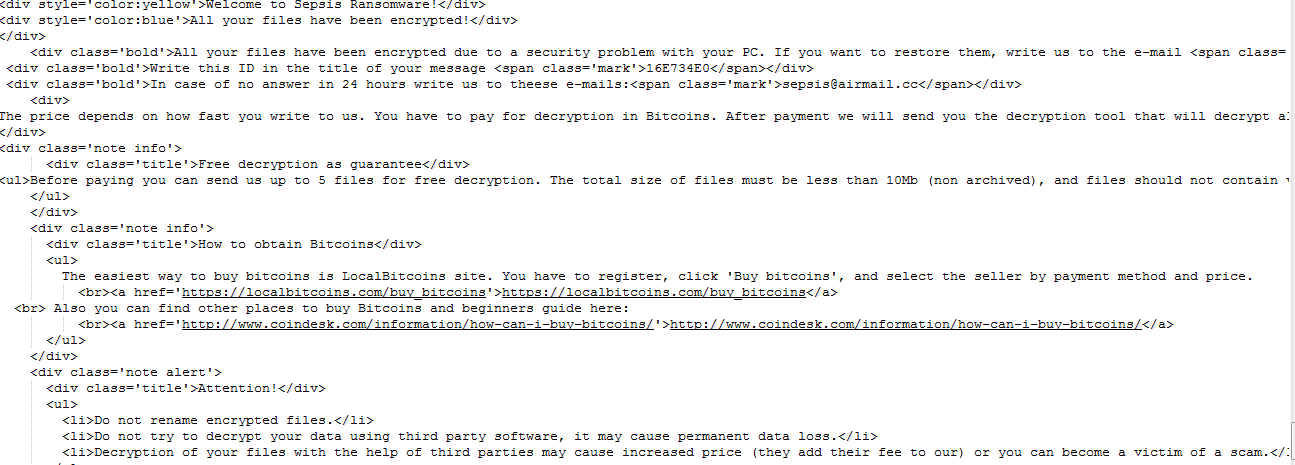 <div style='color:yellow'>Welcome to Sepsis Ransomware!</div>
<div style='color:blue'>All your files have been encrypted!</div>
</div>
<div class='bold'>All your files have been encrypted due to a security problem with your PC. If you want to restore them, write us to the e-mail <span class=
<div class='bold'>Write this ID in the title of your message <span class='mark'>16E734E0</span></div>
<div class='bold'>In case of no answer in 24 hours write us to theese e-mails:<span class='mark'>sepsis@airmail.cc</span></div>
<div>
The price depends on how fast you write to us. You have to pay for decryption in Bitcoins. After payment we will send you the decryption tool that will decrypt
</div>
<div class='note info'>
<div class='title'>Free decryption as guarantee</div>
<ul>Before paying you can send us up to 5 files for free decryption. The total size of files must be less than 10Mb (non archived), and files should not contain
</ul>
</div>
<div class='note info'>
<div class='title'>How to obtain Bitcoins</div>
<ul>
The easiest way to buy bitcoins is LocalBitcoins site. You have to register, click 'Buy bitcoins', and select the seller by payment method and price.
<br><a href='https://localbitcoins.com/buy_bitcoins'>https://localbitcoins.com/buy_bitcoins</a>
<br> Also you can find other places to buy Bitcoins and beginners guide here:
<br><a href='http://www.coindesk.com/information/how-can-i-buy-bitcoins/'>http://www.coindesk.com/information/how-can-i-buy-bitcoins/</a>
</ul>
</div>
<div class='note alert'>
<div class='title'>Attention!</div>
<ul>
<li>Do not rename encrypted files.</li>
<li>Do not try to decrypt your data using third party software, it may cause permanent data loss.</li>
<li>Decryption of your files with the help of third parties may cause increased price (they add their fee to our) or you can become a victim of a scam.</